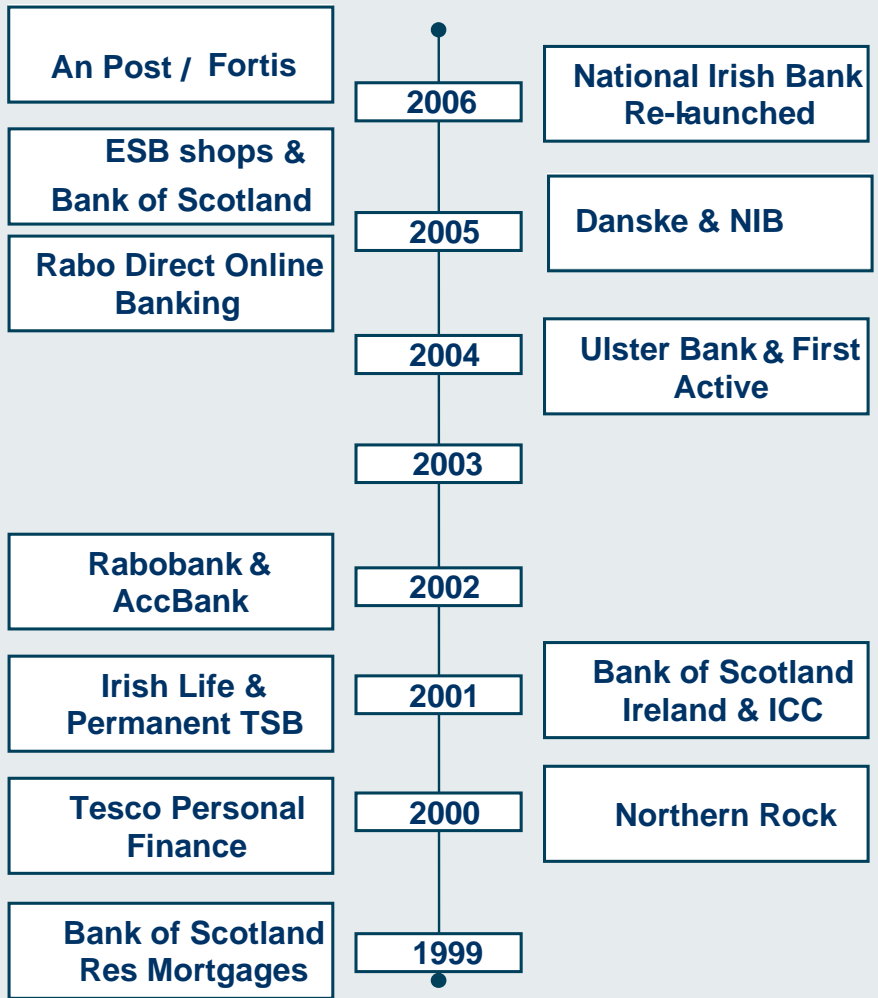 An Post / Fortis
2006
National Irish Bank
Re-launched
ESB shops &
Bank of Scotland
2005
Danske & NIB
Rabo Direct Online
Banking
2004
Ulster Bank & First
Active
2003
Rabobank &
AccBank
2002
Irish Life &
Permanent TSB
2001
Bank of Scotland
Ireland & ICC
Tesco Personal
Finance
2000
Northern Rock
Bank of Scotland
Res Mortgages
1999